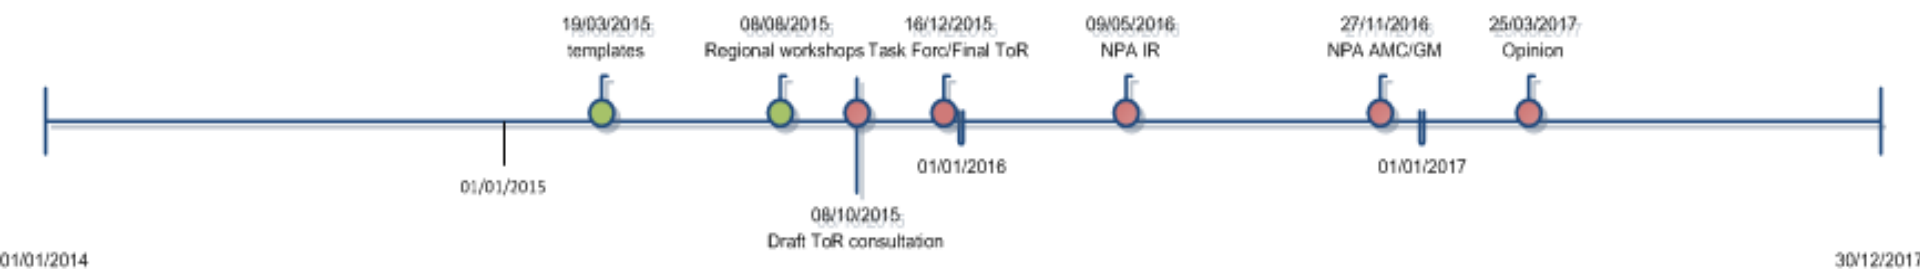 19/03/2015
templates
08/08/2015
Regional workshops
16/12/2015
Task Forc/Final ToR
09/05/2016
NPA IR
27/11/2016
NPA AMC/GM
25/03/2017
Opinion
01/01/2015
01/01/2016
01/01/2017
08/10/2015
Draft ToR consultation
01/01/2014
30/12/2017